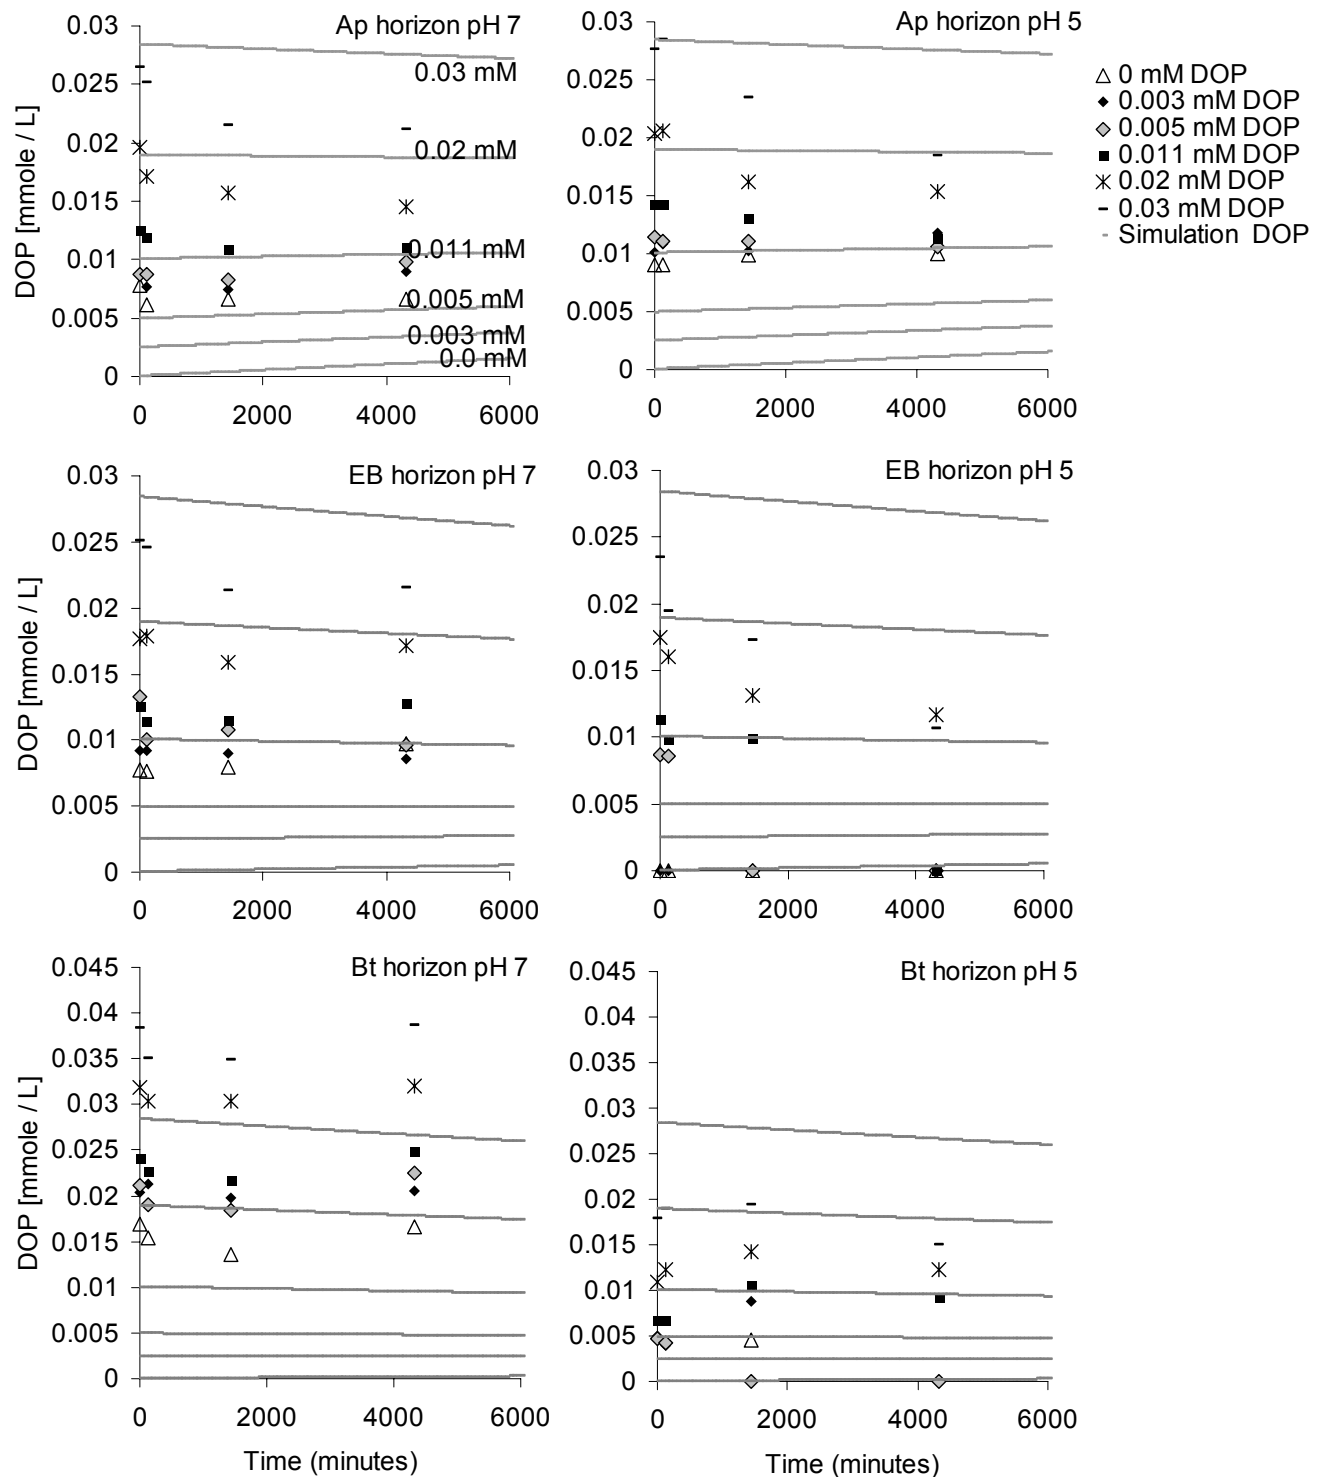 Ap horizon pH 7
DOP [mmole / L]
0.03
0.025
0.02
0.015
0.01
0.005
0
0.03 mM
0.02 mM
0.011 mM
0.005 mM
0.003 mM
0.0 mM
0 2000 4000 6000
Ap horizon pH 5
0.03
0.025
0.02
0.015
0.01
0.005
0
0 2000 4000 6000
0 mM DOP
0.003 mM DOP
0.005 mM DOP
0.011 mM DOP
0.02 mM DOP
0.03 mM DOP
Simulation DOP
EB horizon pH 7
DOP [mmole / L]
0.03
0.025
0.02
0.015
0.01
0.005
0
0 2000 4000 6000
EB horizon pH 5
0.03
0.025
0.02
0.015
0.01
0.005
0
0 2000 4000 6000
Bt horizon pH 7
DOP [mmole / L]
0.045
0.04
0.035
0.03
0.025
0.02
0.015
0.01
0.005
0
0 2000 4000 6000
Time (minutes)
Bt horizon pH 5
0.045
0.04
0.035
0.03
0.025
0.02
0.015
0.01
0.005
0
0 2000 4000 6000
Time (minutes)